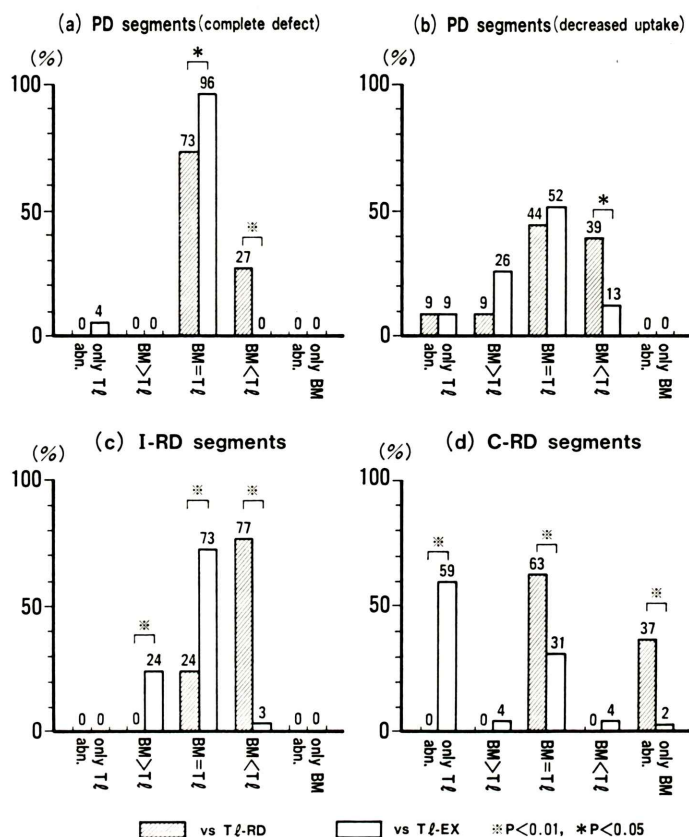 (a) PD segments (complete defect)
(%)
100
50
0
0
4
0
0
73
*
96
27
※
0
0
0
only Tℓ
abn.
BM>Tℓ
BM=Tℓ
BM<Tℓ
only BM
(b) PD segments (decreased uptake)
(%)
100
50
0
9
9
9
26
44
52
39
*
13
0
0
only Tℓ
abn.
BM>Tℓ
BM=Tℓ
BM<Tℓ
only BM
abn.
(c) I-RD segments
(%)
100
50
0
0
0
0
※
24
24
※
73
77
※
3
0
0
only Tℓ
abn.
BM>Tℓ
BM=Tℓ
BM<Tℓ
only BM
(d) C-RD segments
(%)
100
50
0
0
※
59
0
4
63
※
31
0
4
37
※
2
only Tℓ
abn.
BM>Tℓ
BM=Tℓ
BM<Tℓ
only BM
abn.
vs Tℓ-RD
vs Tℓ-EX
※P<0.01, *P<0.05